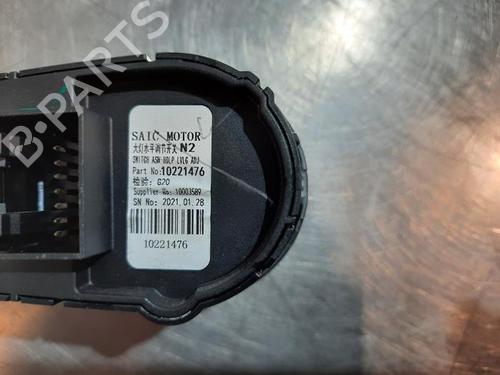 SAIC MOTOR
大灯水平调节开关 N2
SWITCH ASM-HDLP LVLG ADJ
Part No:10221476
检验: G20
Supplier No: 10003589
SN No: 2021.01.28
10221476
B-PARTS